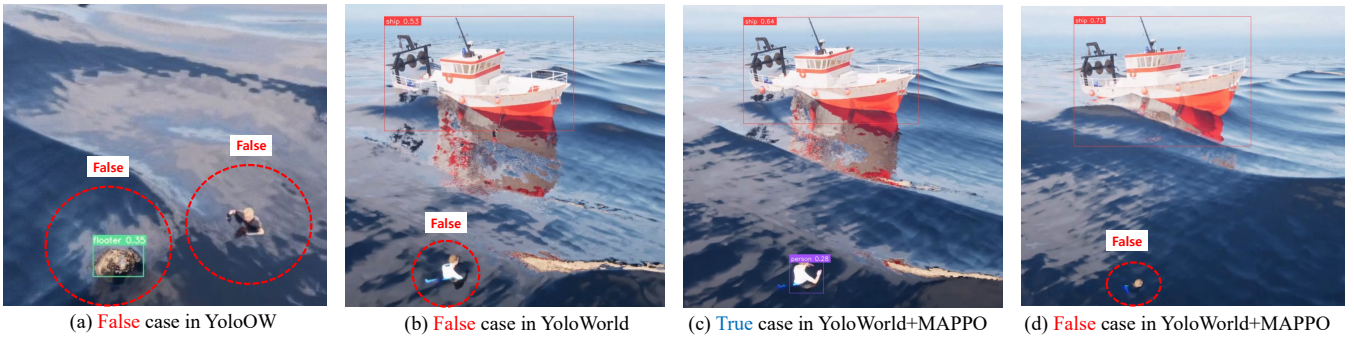 False
False
floater 0.35
(a) False case in YoloOW
ship 0.53
False
(b) False case in YoloWorld
ship 0.64
person 0.28
(c) True case in YoloWorld+MAPPO
ship 0.73
False
(d) False case in YoloWorld+MAPPO